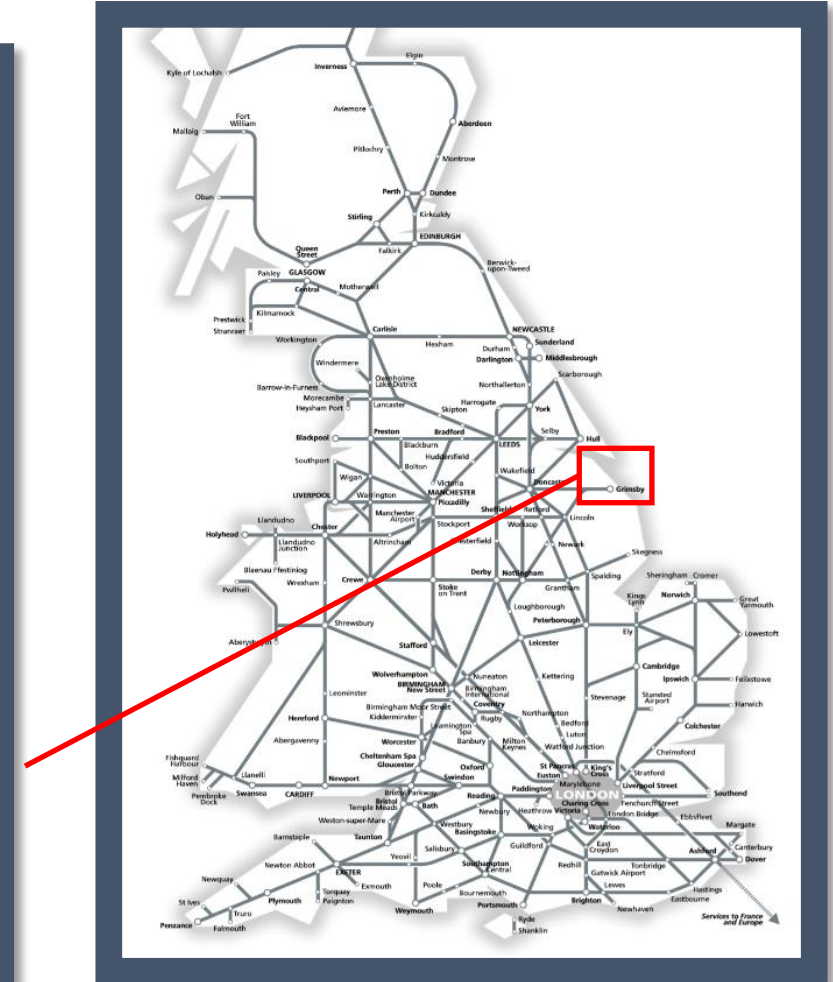 Elgin
Inverness
Kyle of Lochalsh
Aviemore
Fort
William
Aberdeen
Mallaig
Pitlochry
Montrose
Perth
Dundee
Oban
Kirkcaldy
Stirling
EDINBURGH
Falkirk
Queen
Street
Berwick-
upon-Tweed
Paisley
GLASGOW
Central
Motherwell
Kilmarnock
Prestwick
Stranraer
Carlisle
NEWCASTLE
Workington
Hexham
Sunderland
Durham
Darlington
Middlesbrough
Windermere
Scarborough
Oxenholme
Lake District
Northallerton
Barrow-in-Furness
Morecambe
Heysham Port
Lancaster
Harrogate
York
Skipton
Selby
Blackpool
Preston
Bradford
LEEDS
Hull
Blackburn
Huddersfield
Southport
Bolton
Wakefield
Wigan
Victoria
MANCHESTER
Piccadilly
Grimsby
LIVERPOOL
Warrington
Sheffield
Retford
Manchester
Airport
Stockport
Worksop
Lincoln
Llandudno
Chester
Holyhead
Llandudno
Junction
Altrincham
Newark
Skegness
Blaenau Ffestiniog
Wrexham
Crewe
Derby
Nottingham
Spalding
Sheringham
Cromer
Pwllheli
Stoke
on Trent
Grantham
Kings
Lynn
Norwich
Great
Yarmouth
Loughborough
Peterborough
Shrewsbury
Ely
Lowestoft
Aberystwyth
Stafford
Leicester
Cambridge
Wolverhampton
Nuneaton
Kettering
Ipswich
Felixstowe
BIRMINGHAM
New Street
Birmingham
International
Leominster
Stevenage
Stansted
Airport
Birmingham Moor Street
Coventry
Harwich
Hereford
Kidderminster
Rugby
Northampton
Leamington
Spa
Bedford
Colchester
Abergavenny
Worcester
Banbury
Milton
Keynes
Luton
Cheltenham Spa
Watford Junction
Chelmsford
Fishguard
Harbour
Gloucester
Oxford
St Pancras
King's
Cross
Milford
Haven
Llanelli
Newport
Swindon
Euston
Stratford
Pembroke
Dock
Swansea
CARDIFF
Bristol Parkway
Reading
Paddington
Marylebone
Liverpool Street
LONDON
Southend
Bristol
Temple Meads
Bath
Charing Cross
Fenchurch Street
Newbury
Heathrow
Victoria
London Bridge
Ebbsfleet
Weston-super-Mare
Westbury
Waterloo
Margate
Barnstaple
Taunton
Basingstoke
Woking
East
Croydon
Canterbury
Salisbury
Guildford
Ashford
Yeovil
Redhill
Tonbridge
Dover
Newton Abbot
EXETER
Southampton
Central
Gatwick Airport
Newquay
Exmouth
Poole
Lewes
Hastings
Torquay
Paignton
Bournemouth
Eastbourne
St Ives
Plymouth
Weymouth
Portsmouth
Brighton
Newhaven
Truro
Penzance
Falmouth
Ryde
Shanklin
Services to France
and Europe